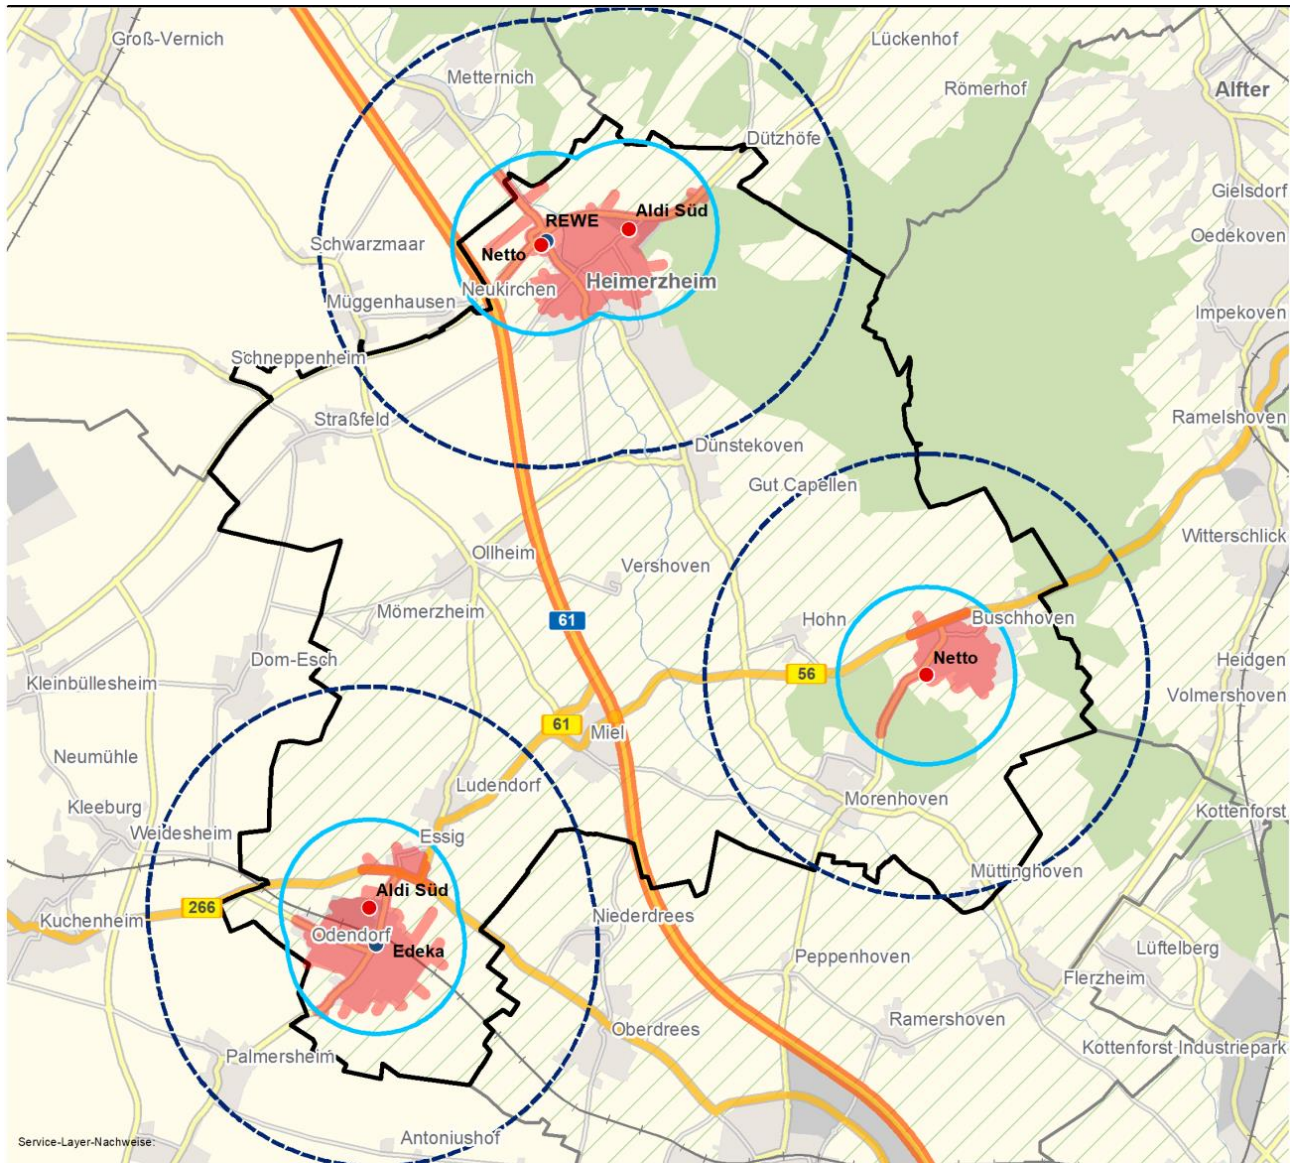 Groß-Vernich
Lückenhof
Metternich
Römerhof
Alfter
Dützhöfe
Gielsdorf
Aldi Süd
REWE
Oedekoven
Schwarzmaar
Netto
Heimerzheim
Neukirchen
Müggenhausen
Impekoven
Schneppenheim
Straßfeld
Ramelshoven
Dünstekoven
Gut Capellen
Witterschlick
Ollheim
Vershoven
Mömerzheim
61
Hohn
Buschhoven
Dom-Esch
Netto
Heidgen
56
Kleinbüllesheim
Volmershoven
61
Miel
Neumühle
Ludendorf
Morenhoven
Kleeburg
Kottenforst
Weidesheim
Essig
Müttinghoven
Aldi Süd
266
Kuchenheim
Niederdrees
Odendorf
Edeka
Lüftelberg
Peppenhoven
Flerzheim
Ramershoven
Oberdrees
Kottenforst Industriepark
Palmersheim
Antoniushof
Service-Layer-Nachweise: